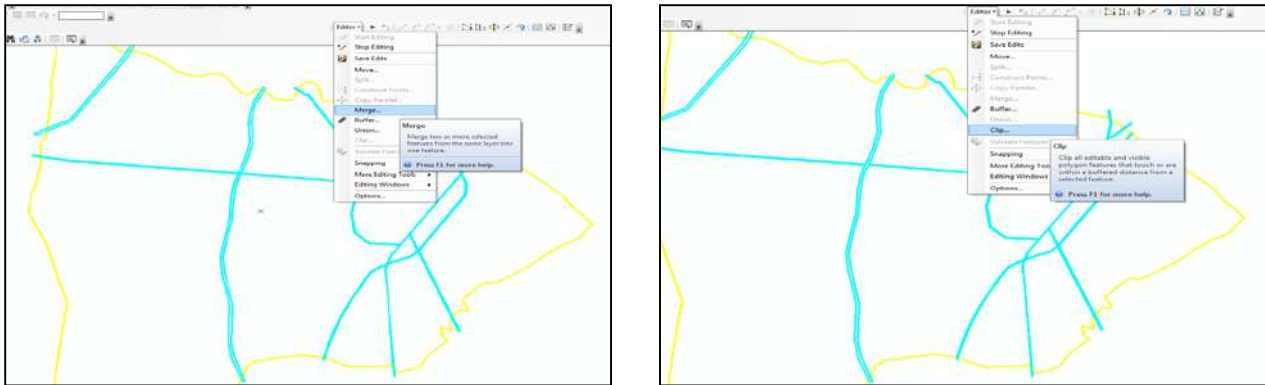 Editor
Start Editing
Stop Editing
Save Edits
Move...
Split...
Construct Points...
Copy Parallel...
Merge...
Buffer...
Union...
Clip...
Validate Features
Snapping
More Editing Tools
Editing Windows
Options...
Merge
Merge two or more selected
features from the same layer into
one feature.
Press F1 for more help.
Editor
Start Editing
Stop Editing
Save Edits
Move...
Split...
Construct Points...
Copy Parallel...
Merge...
Buffer...
Union...
Clip...
Validate Features
Snapping
More Editing Tools
Editing Windows
Options...
Clip
Clip all editable and visible
polygon features that touch or are
within a buffered distance from a
selected feature.
Press F1 for more help.